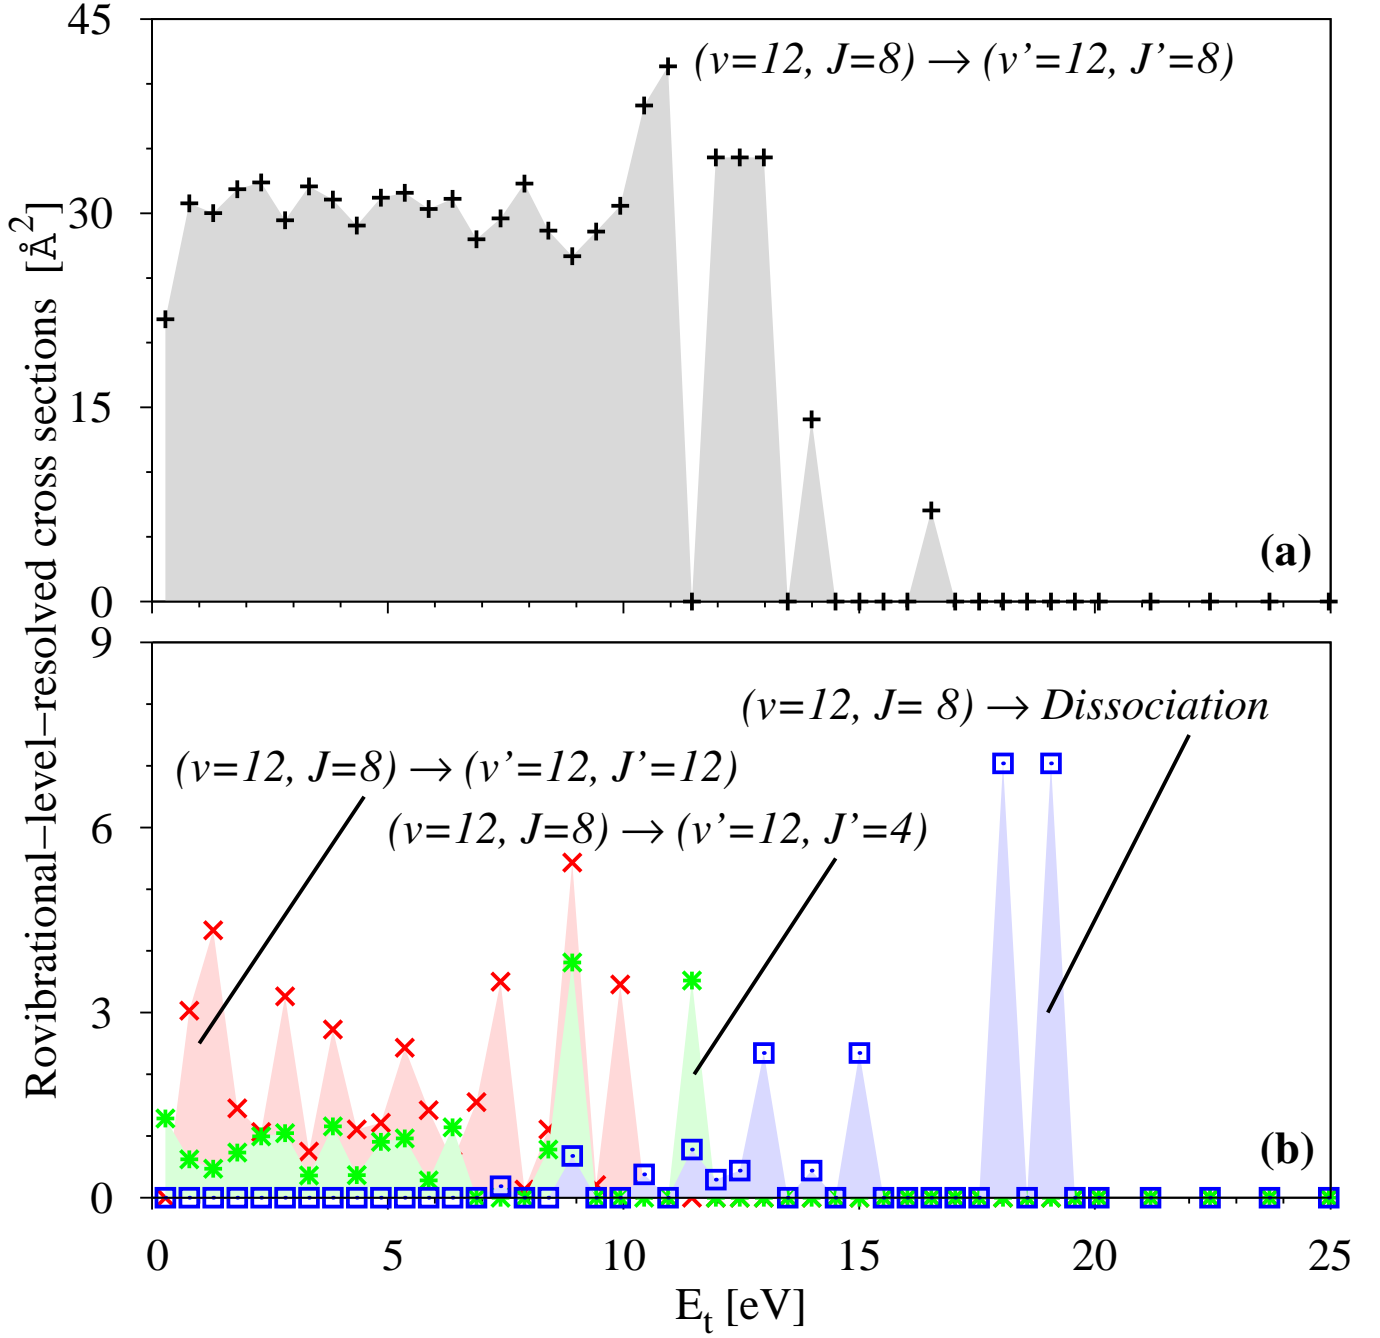 45
(v=12, J=8) → (v’=12, J’=8)
30
15
(a)
0
9
(v=12, J= 8) → Dissociation
(v=12, J=8) → (v’=12, J’=12)
6
(v=12, J=8) → (v’=12, J’=4)
3
(b)
0
0 5 10 15 20 25
E_t [eV]
Rovibrational–level–resolved cross sections [Å²]